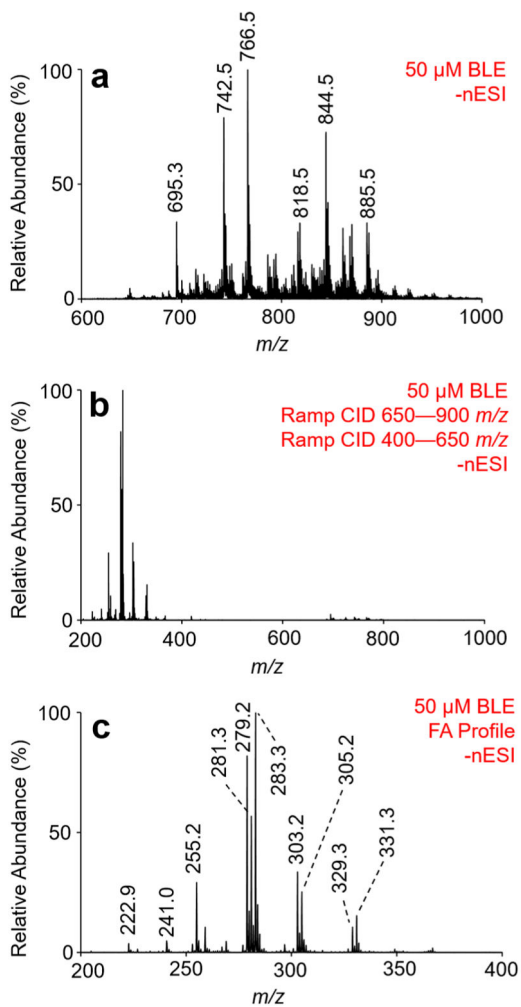 a
50 µM BLE
-nESI
Relative Abundance (%)
100
50
0
695.3
742.5
766.5
818.5
844.5
885.5
600
700
800
900
1000
m/z
b
50 µM BLE
Ramp CID 650—900 m/z
Ramp CID 400—650 m/z
-nESI
Relative Abundance (%)
100
50
0
200
400
600
800
1000
m/z
c
50 µM BLE
FA Profile
-nESI
Relative Abundance (%)
100
50
0
222.9
241.0
255.2
281.3
279.2
283.3
303.2
305.2
329.3
331.3
200
250
300
350
400
m/z